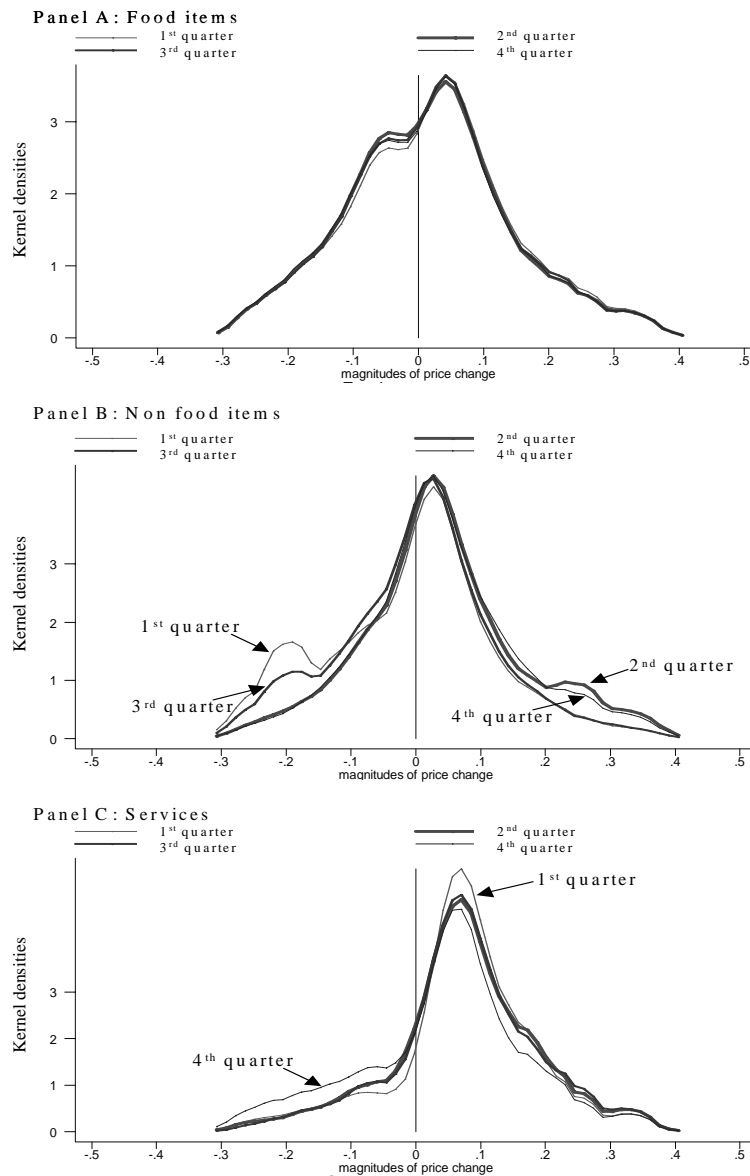 Panel A: Food items
1st quarter
2nd quarter
3rd quarter
4th quarter
Kernel densities
3
2
1
0
-.5 -.4 -.3 -.2 -.1 0 .1 .2 .3 .4 .5
magnitudes of price change
Panel B: Non food items
1st quarter
2nd quarter
3rd quarter
4th quarter
Kernel densities
3
2
1
0
1st quarter
3rd quarter
2nd quarter
4th quarter
-.5 -.4 -.3 -.2 -.1 0 .1 .2 .3 .4 .5
magnitudes of price change
Panel C: Services
1st quarter
2nd quarter
3rd quarter
4th quarter
1st quarter
Kernel densities
3
2
1
0
4th quarter
-.5 -.4 -.3 -.2 -.1 0 .1 .2 .3 .4 .5
magnitudes of price change